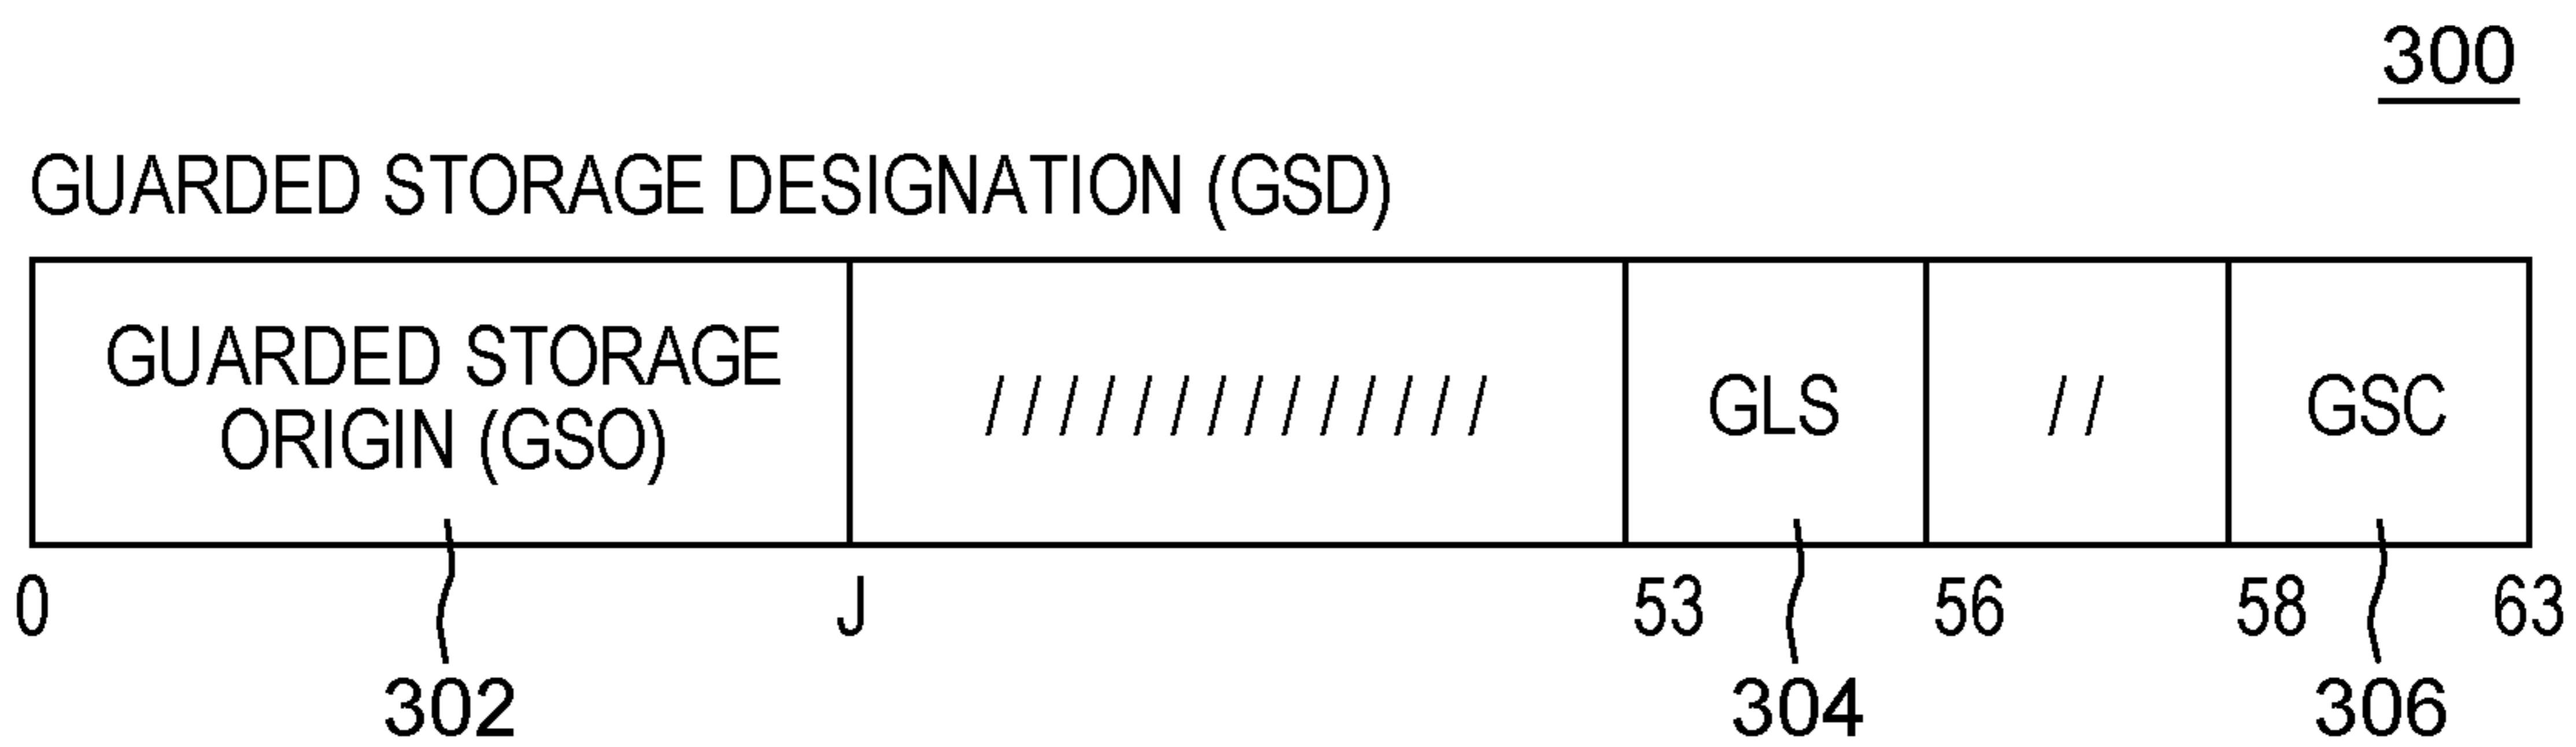 300
GUARDED STORAGE DESIGNATION (GSD)
GUARDED STORAGE
ORIGIN (GSO)
/ / / / / / / / / / / / / /
GLS
/ /
GSC
0 J 53 56 58 63
302 304 306